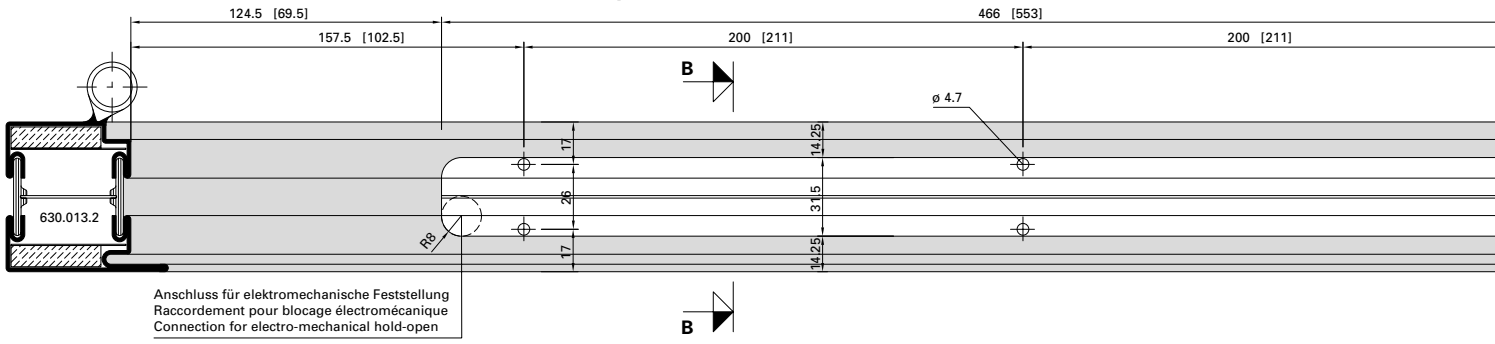 124.5 [69.5]
466 [553]
157.5 [102.5]
200 [211]
200 [211]
B
ø 4.7
17
14.25
26
31.5
630.013.2
R8
17
14.25
Anschluss für elektromechanische Feststellung
Raccordement pour blocage électromécanique
Connection for electro-mechanical hold-open
B